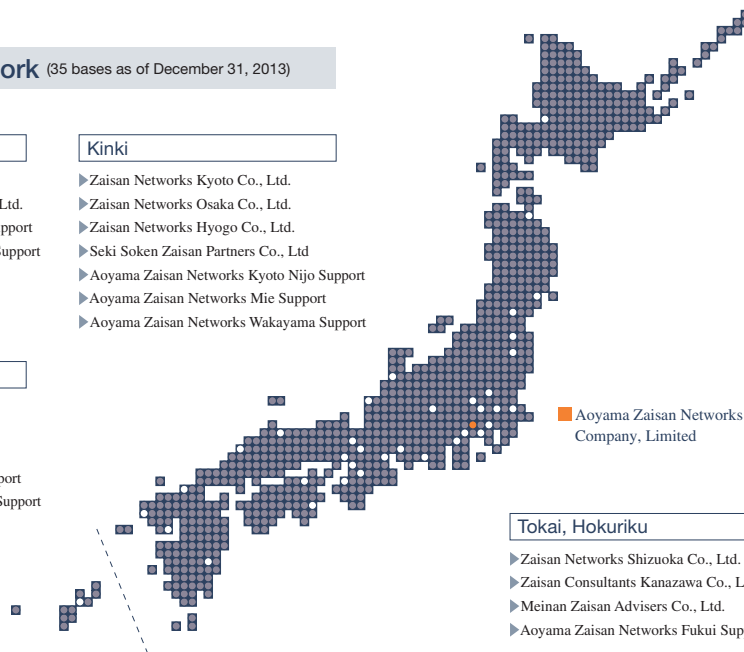 ork (35 bases as of December 31, 2013)
Kinki
Zaisan Networks Kyoto Co., Ltd.
Zaisan Networks Osaka Co., Ltd.
Zaisan Networks Hyogo Co., Ltd.
Seki Soken Zaisan Partners Co., Ltd
Aoyama Zaisan Networks Kyoto Nijo Support
Aoyama Zaisan Networks Mie Support
Aoyama Zaisan Networks Wakayama Support
Ltd.
pport
upport
port
Support
Aoyama Zaisan Networks
Company, Limited
Tokai, Hokuriku
Zaisan Networks Shizuoka Co., Ltd.
Zaisan Consultants Kanazawa Co., L
Meinan Zaisan Advisers Co., Ltd.
Aoyama Zaisan Networks Fukui Sup